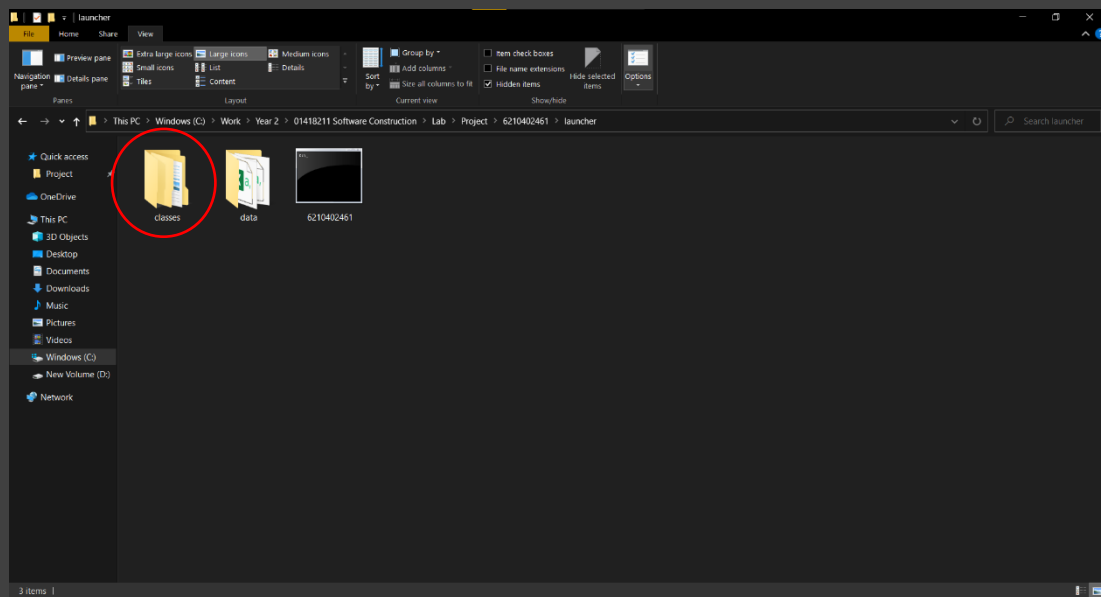 launcher
File Home Share View
Navigation pane
Preview pane
Details pane
Panes
Extra large icons Large icons Medium icons
Small icons List Details
Tiles Content
Layout
Sort by
Group by
Add columns
Size all columns to fit
Current view
Item check boxes
File name extensions
Hidden items
Hide selected items
Show/hide
Options
This PC > Windows (C:) > Work > Year 2 > 01418211 Software Construction > Lab > Project > 6210402461 > launcher
Search launcher
Quick access
Project
OneDrive
This PC
3D Objects
Desktop
Documents
Downloads
Music
Pictures
Videos
Windows (C:)
New Volume (D:)
Network
classes data 6210402461
3 items